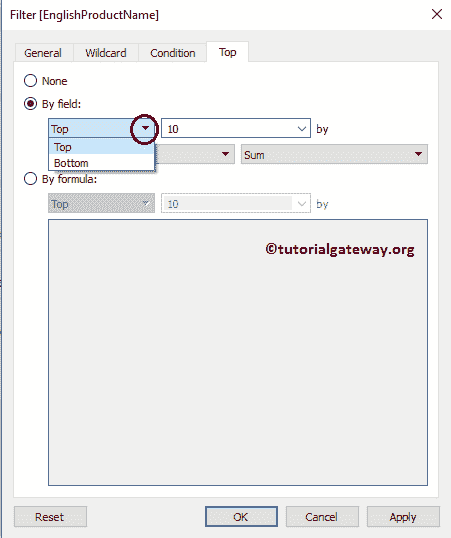 Filter [EnglishProductName]
General Wildcard Condition Top
None
By field:
Top 10 by
Top
Bottom Sum
By formula:
Top 10 by
©tutorialgateway.org
Reset OK Cancel Apply